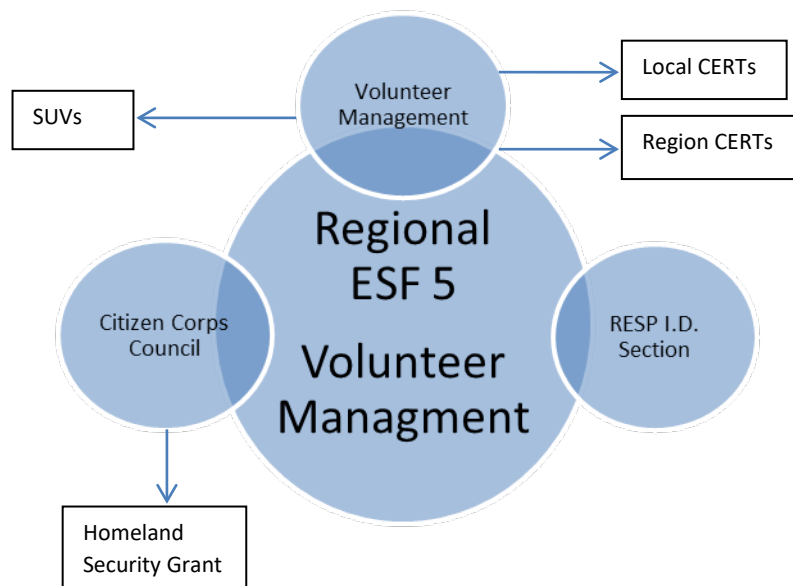 Volunteer
Management
Local CERTs
SUVs
Region CERTs
Regional
ESF 5
Volunteer
Managment
Citizen Corps
Council
RESP I.D.
Section
Homeland
Security Grant